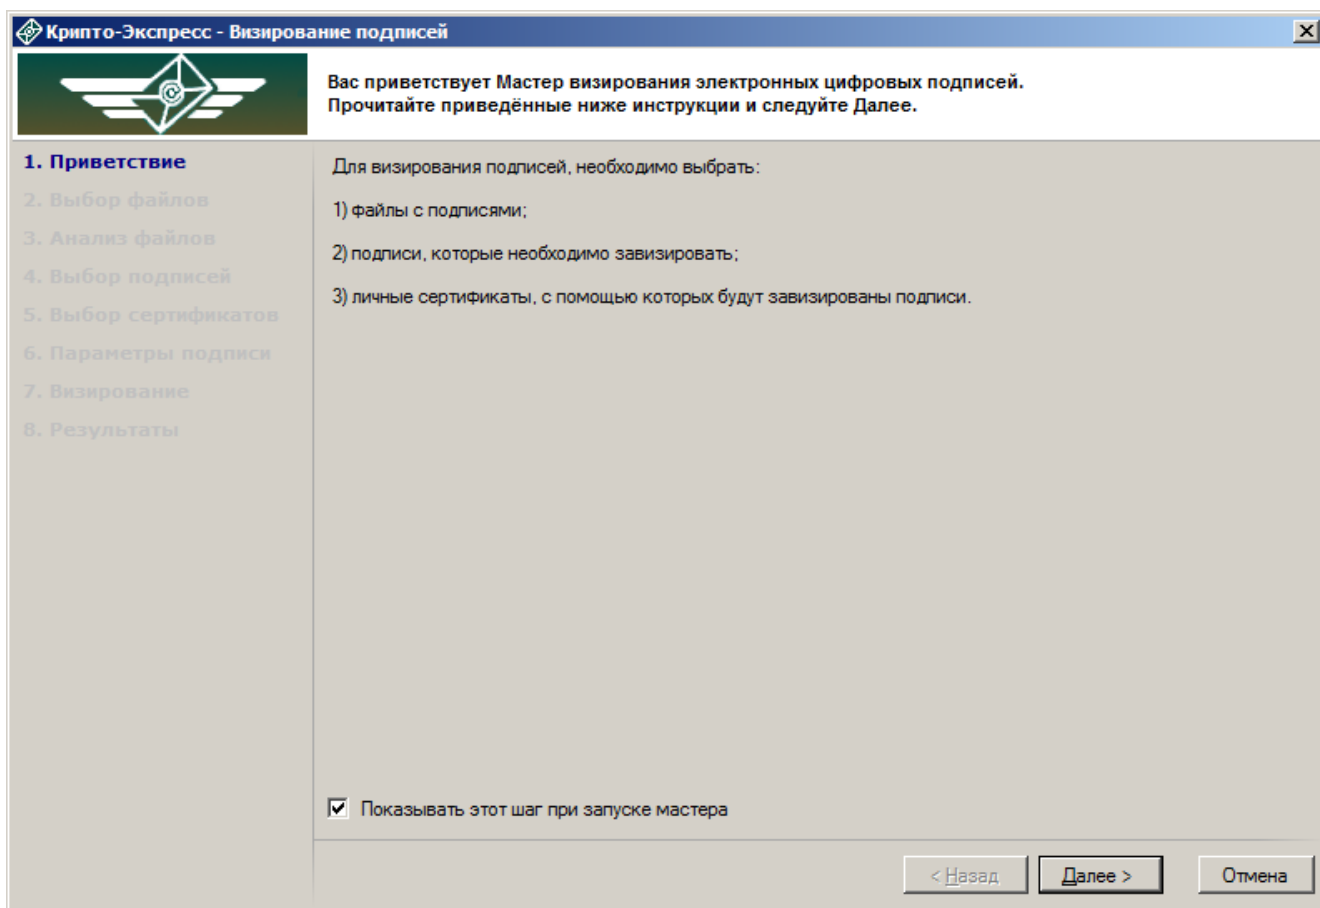 Крипто-Экспресс - Визирование подписей
Вас приветствует Мастер визирования электронных цифровых подписей.
Прочитайте приведённые ниже инструкции и следуйте Далее.
1. Приветствие
2. Выбор файлов
3. Анализ файлов
4. Выбор подписей
5. Выбор сертификатов
6. Параметры подписи
7. Визирование
8. Результаты
Для визирования подписей, необходимо выбрать:
1) файлы с подписями;
2) подписи, которые необходимо завизировать;
3) личные сертификаты, с помощью которых будут завизированы подписи.
Показывать этот шаг при запуске мастера
< Назад Далее > Отмена